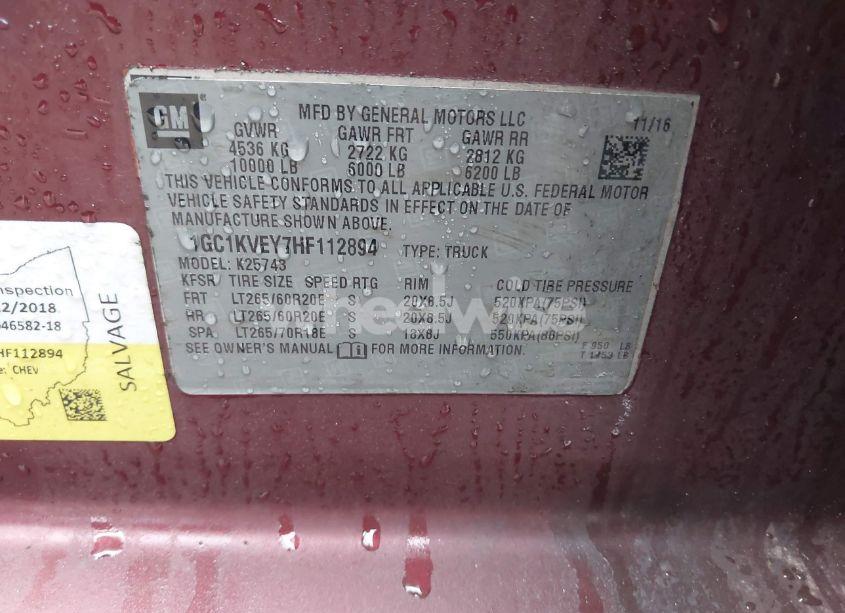 GM
MFD BY GENERAL MOTORS LLC
11/16
GVWR GAWR FRT GAWR RR
4536 KG 2722 KG 2812 KG
10000 LB 6000 LB 6200 LB
THIS VEHICLE CONFORMS TO ALL APPLICABLE U.S. FEDERAL MOTOR
VEHICLE SAFETY STANDARDS IN EFFECT ON THE DATE OF
MANUFACTURE SHOWN ABOVE.
1GC1KVEY7HF112894 TYPE: TRUCK
MODEL: K25743
KFSR TIRE SIZE SPEED RTG RIM COLD TIRE PRESSURE
FRT LT265/60R20E S 20X8.5J 520KPA(75PSI)
RR LT265/60R20E S 20X8.5J 520KPA(75PSI)
SPA LT265/70R18E S 18X8J 550KPA(80PSI)
SEE OWNER'S MANUAL FOR MORE INFORMATION.
F 950 LB
LB
nspection
2/2018
46582-18
HF112894
e: CHEV
SALVAGE